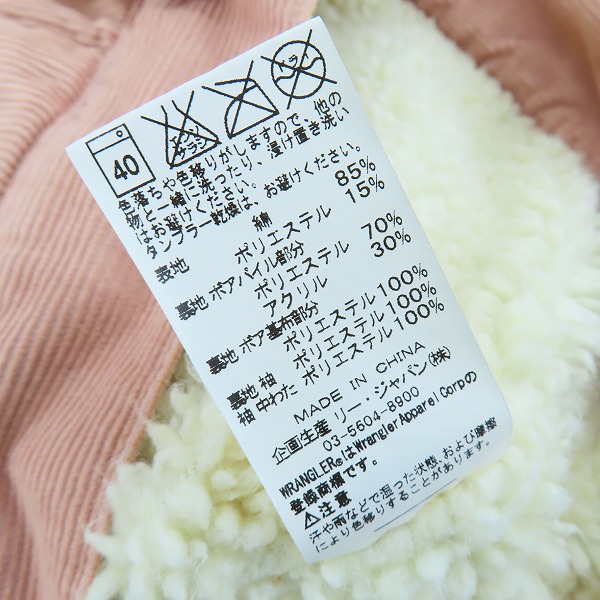 40
エンソ
サラシ
ドライ
色落ちや色移りがしますので、他の
物と一緒に洗ったり、浸け置き洗い
はお避けください。
タンブラー乾燥は、お避けください。
表地 綿 85%
ポリエステル 15%
裏地 ボアパイル部分
ポリエステル 70%
アクリル 30%
裏地 ボア基布部分
ポリエステル 100%
裏地 袖 ポリエステル 100%
袖 中わた ポリエステル 100%
MADE IN CHINA
企画生産 リー・ジャパン(株)
03-5604-8900
WRANGLER®はWrangler Apparel Corpの
登録商標です。
⚠注意
汗や雨などで湿った状態、および摩擦
により色移りすることがあります。